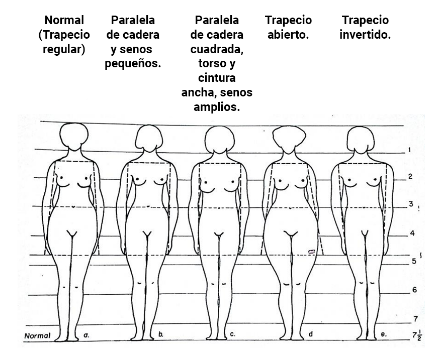 Normal
(Trapecio
regular)
Paralela
de cadera
y senos
pequeños.
Paralela
de cadera
cuadrada,
torso y
cintura
ancha, senos
amplios.
Trapecio
abierto.
Trapecio
invertido.
1
2
3
4
5
6
7
7½
Normal a. b. c. d e.